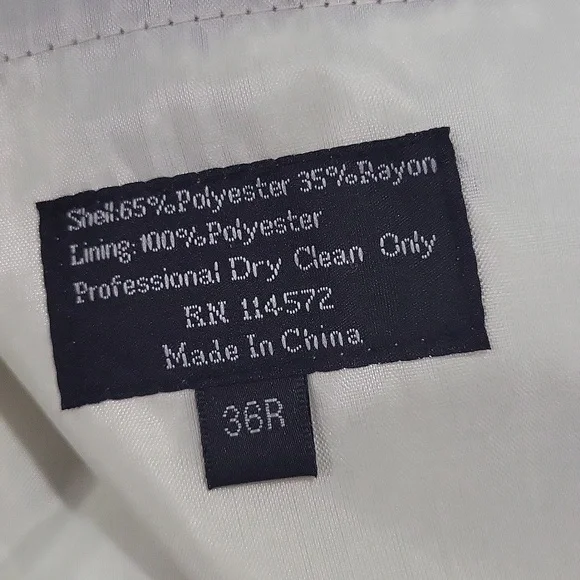 Shell:65%Polyester 35%Rayon
Lining:100%Polyester
Professional Dry Clean Only
RN 114572
Made In China
36R